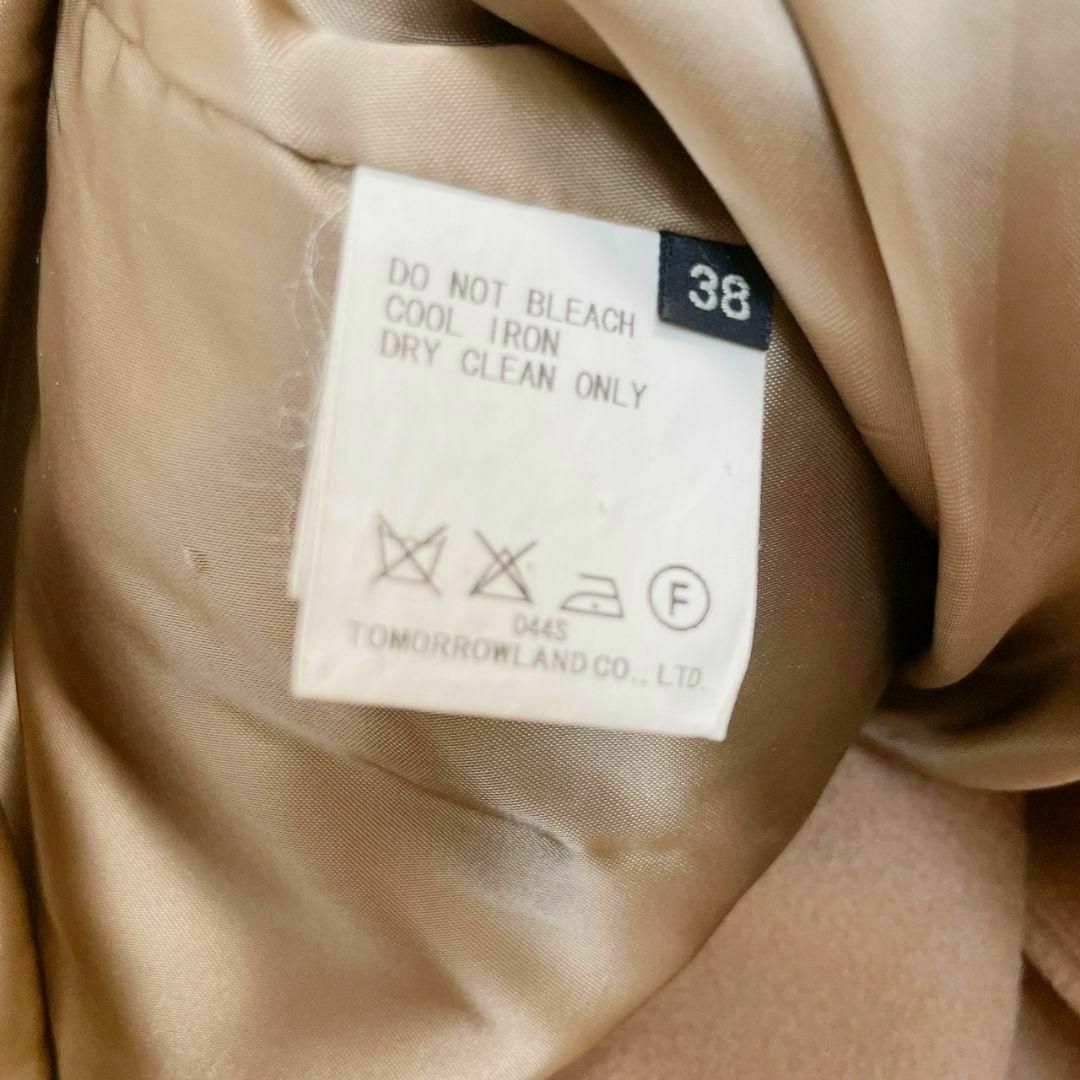 38
DO NOT BLEACH
COOL IRON
DRY CLEAN ONLY
F
044S
TOMORROWLAND CO., LTD.